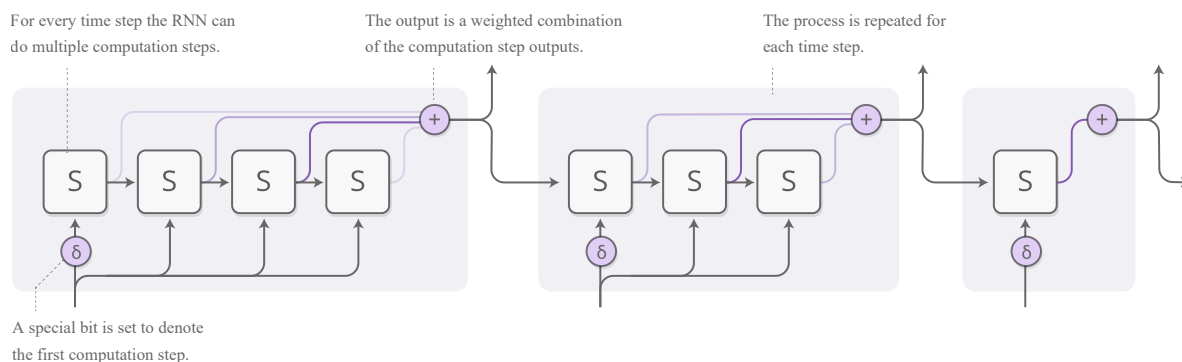 For every time step the RNN can
do multiple computation steps.
The output is a weighted combination
of the computation step outputs.
The process is repeated for
each time step.
+
+
+
S
S
S
S
S
S
S
S
δ
δ
δ
A special bit is set to denote
the first computation step.